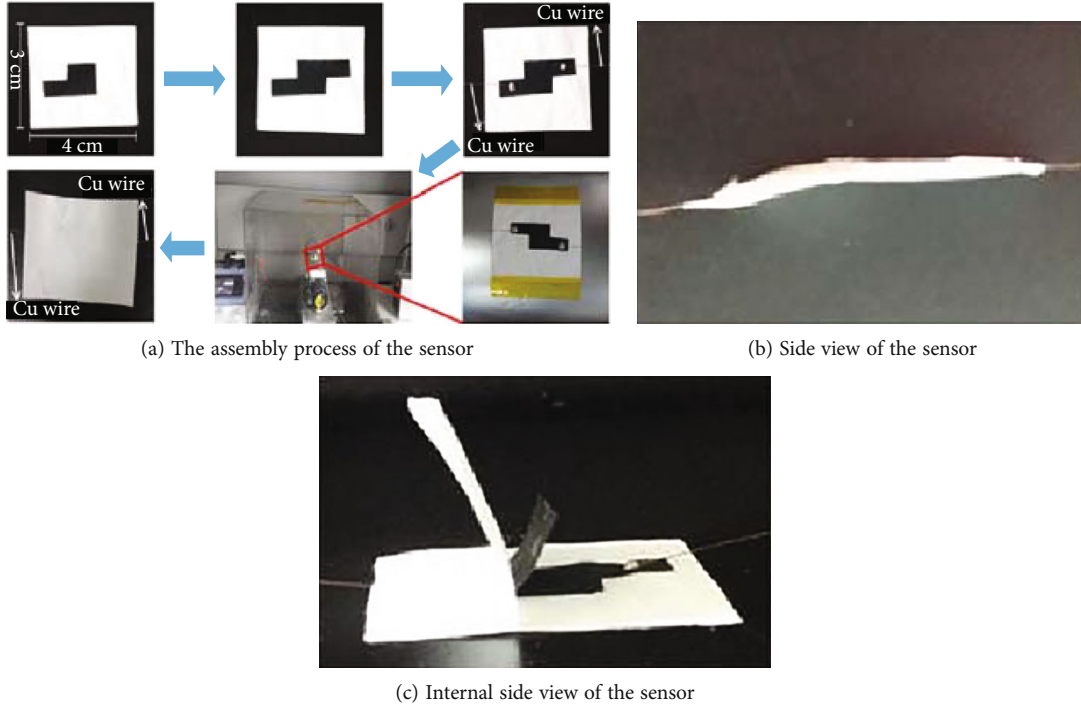 Cu wire
3 cm
4 cm
Cu wire
Cu wire
Cu wire
(a) The assembly process of the sensor
(b) Side view of the sensor
(c) Internal side view of the sensor